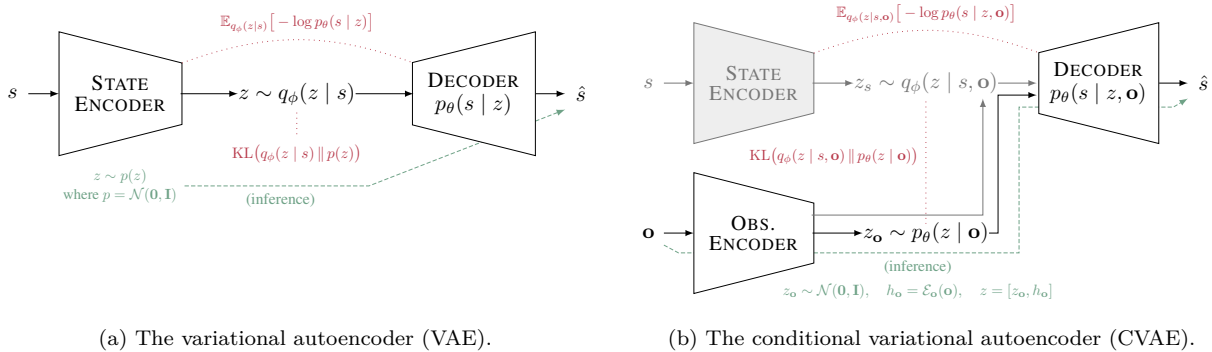 𝔼_{q_ϕ(z|s)}[ − log p_θ(s | z)]
s
STATE
ENCODER
z ∼ q_ϕ(z | s)
DECODER
p_θ(s | z)
ŝ
KL(q_ϕ(z | s) ‖ p(z))
z ∼ p(z)
where p = 𝒩(𝟎, 𝐈)
(inference)
(a) The variational autoencoder (VAE).
𝔼_{q_ϕ(z|s,𝐨)}[ − log p_θ(s | z, 𝐨)]
s
STATE
ENCODER
z_s ∼ q_ϕ(z | s, 𝐨)
DECODER
p_θ(s | z, 𝐨)
ŝ
KL(q_ϕ(z | s, 𝐨) ‖ p_θ(z | 𝐨))
𝐨
OBS.
ENCODER
z_𝐨 ∼ p_θ(z | 𝐨)
(inference)
z_𝐨 ∼ 𝒩(𝟎, 𝐈), h_𝐨 = ℰ_𝐨(𝐨), z = [z_𝐨, h_𝐨]
(b) The conditional variational autoencoder (CVAE).